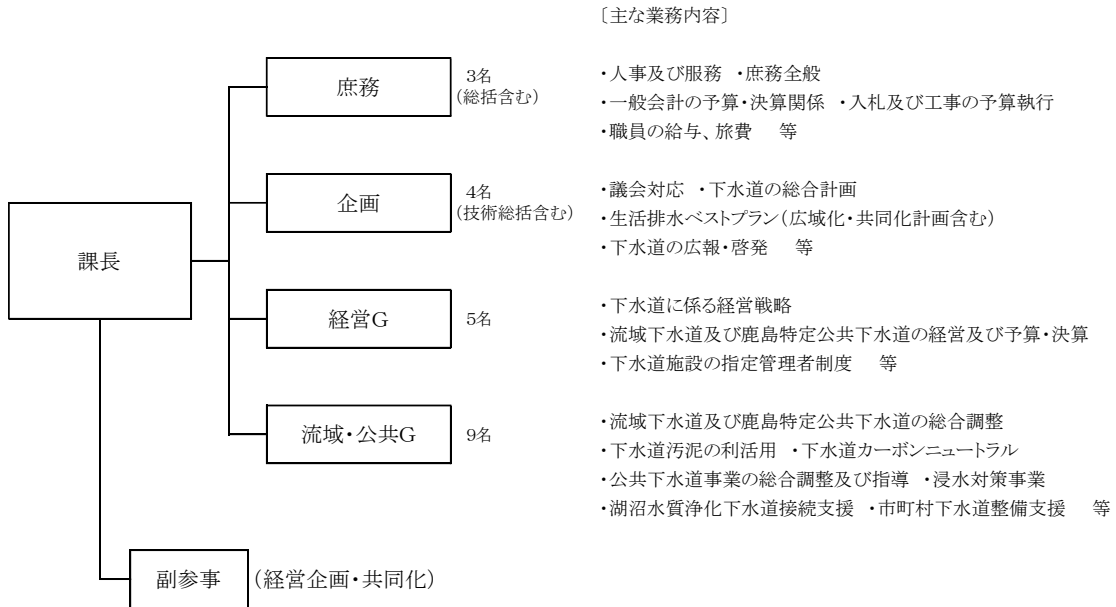 〔主な業務内容〕
庶務
3名
(総括含む)
・人事及び服務 ・庶務全般
・一般会計の予算・決算関係 ・入札及び工事の予算執行
・職員の給与、旅費 等
企画
4名
(技術総括含む)
・議会対応 ・下水道の総合計画
・生活排水ベストプラン(広域化・共同化計画含む)
・下水道の広報・啓発 等
課長
経営G
5名
・下水道に係る経営戦略
・流域下水道及び鹿島特定公共下水道の経営及び予算・決算
・下水道施設の指定管理者制度 等
流域・公共G
9名
・流域下水道及び鹿島特定公共下水道の総合調整
・下水道汚泥の利活用 ・下水道カーボンニュートラル
・公共下水道事業の総合調整及び指導 ・浸水対策事業
・湖沼水質浄化下水道接続支援 ・市町村下水道整備支援 等
副参事
(経営企画・共同化)